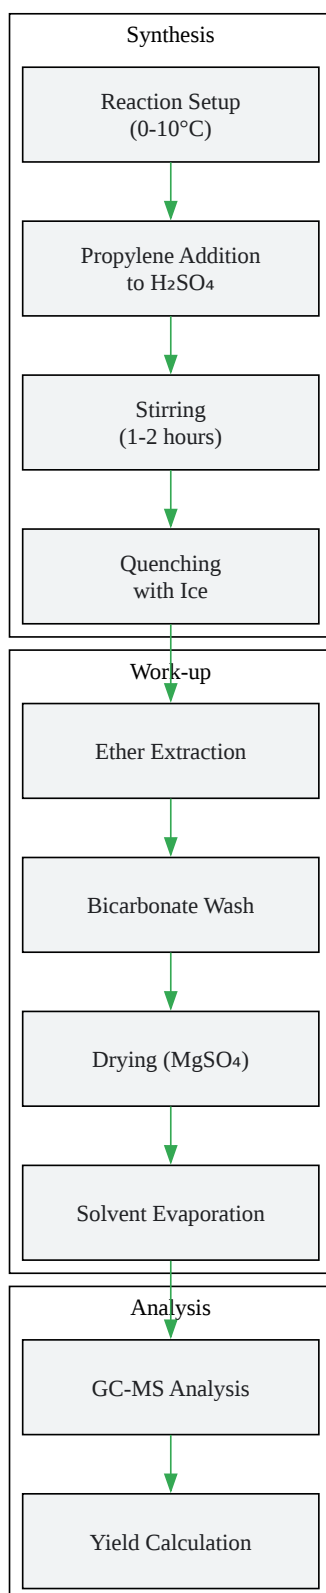 Synthesis
Reaction Setup
(0-10°C)
Propylene Addition
to H₂SO₄
Stirring
(1-2 hours)
Quenching
with Ice
Work-up
Ether Extraction
Bicarbonate Wash
Drying (MgSO₄)
Solvent Evaporation
Analysis
GC-MS Analysis
Yield Calculation